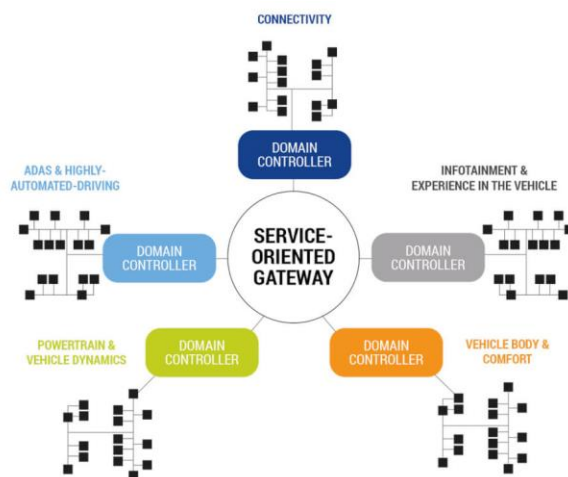 CONNECTIVITY
DOMAIN
CONTROLLER
ADAS & HIGHLY-
AUTOMATED-DRIVING
DOMAIN
CONTROLLER
SERVICE-
ORIENTED
GATEWAY
INFOTAINMENT &
EXPERIENCE IN THE VEHICLE
DOMAIN
CONTROLLER
POWERTRAIN &
VEHICLE DYNAMICS
DOMAIN
CONTROLLER
DOMAIN
CONTROLLER
VEHICLE BODY &
COMFORT